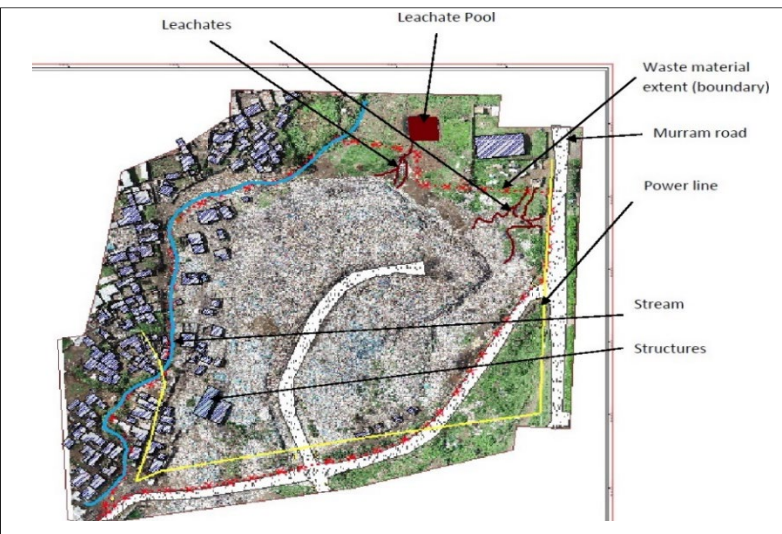 Leachates
Leachate Pool
Waste material
extent (boundary)
Murram road
Power line
Stream
Structures